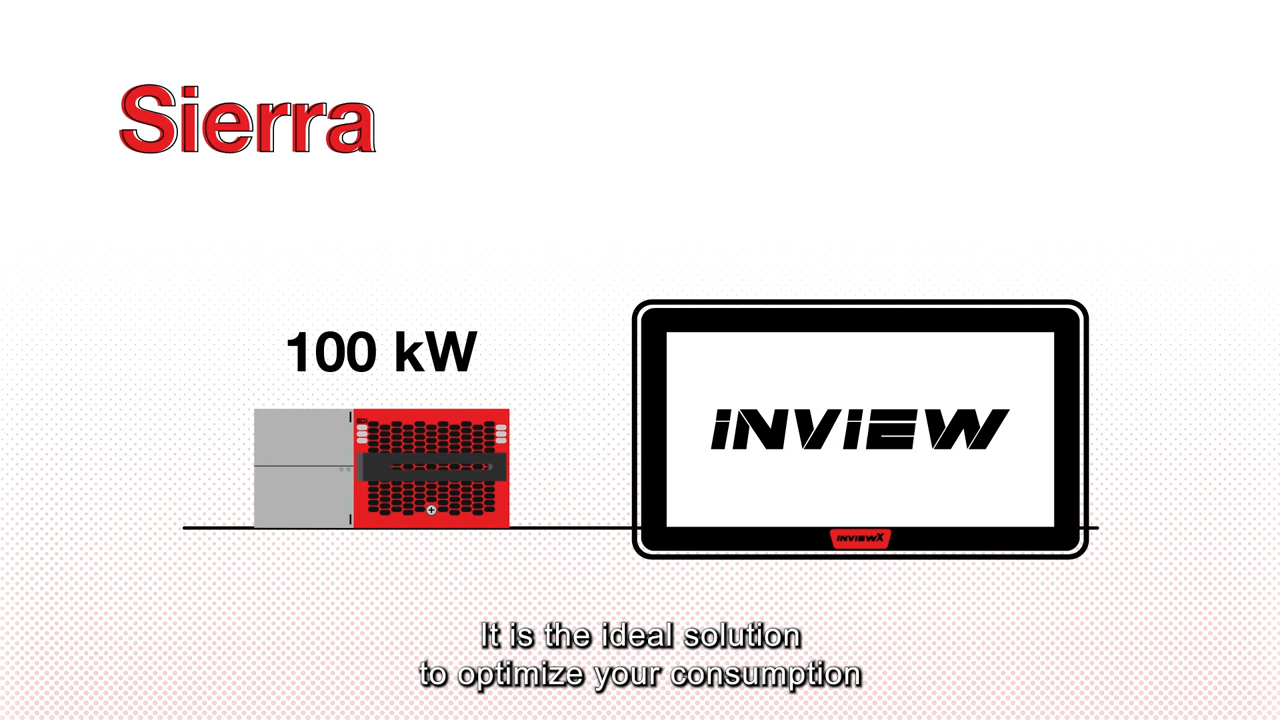 Sierra
100 kW
INVIEW
INVIEWX
It is the ideal solution
to optimize your consumption